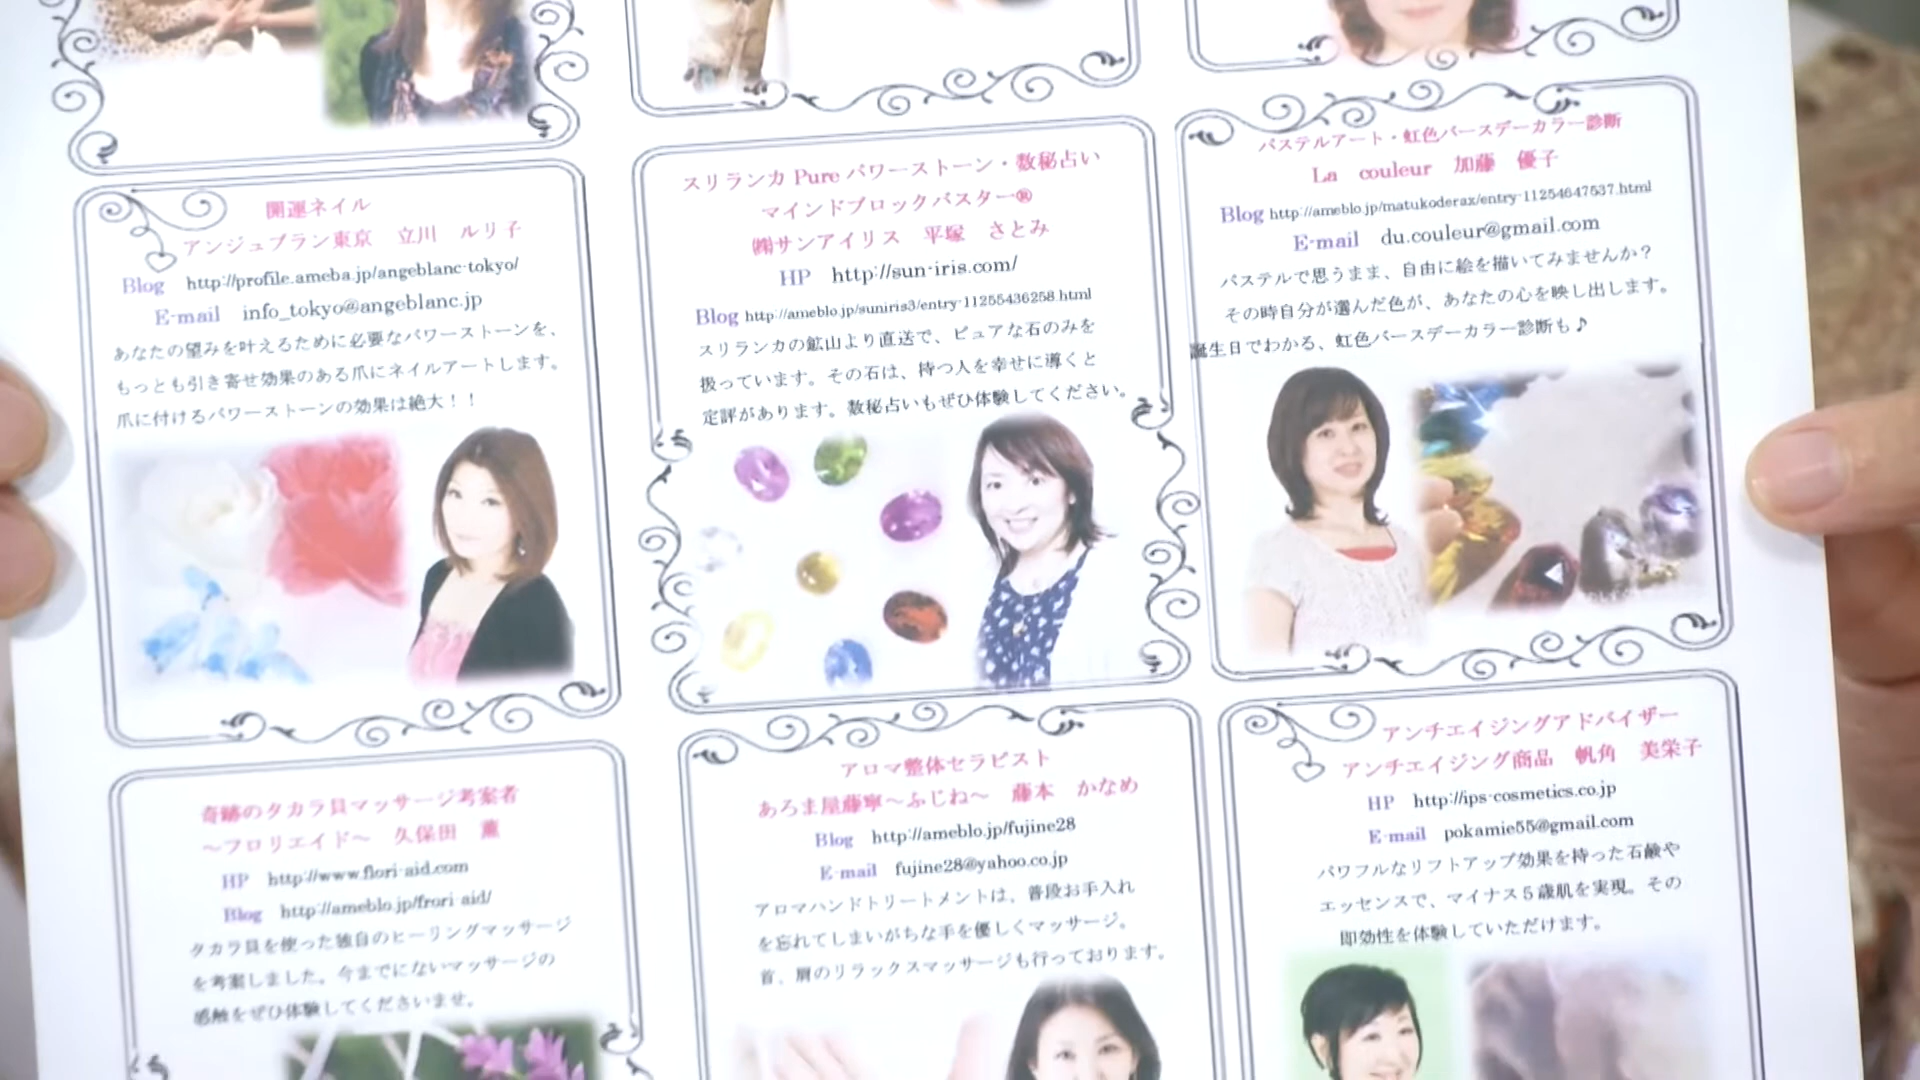 開運ネイル
アンジュブラン東京 立川 ルリ子
Blog http://profile.ameba.jp/angeblanc-tokyo/
E-mail info_tokyo@angeblanc.jp
あなたの望みを叶えるために必要なパワーストーンを、
もっとも引き寄せ効果のある爪にネイルアートします。
爪に付けるパワーストーンの効果は絶大！！
スリランカ Pure パワーストーン・数秘占い
マインドブロックバスター®
㈱サンアイリス 平塚 さとみ
HP http://sun-iris.com/
Blog http://ameblo.jp/suniris3/entry-11255436258.html
スリランカの鉱山より直送で、ピュアな石のみを
扱っています。その石は、持つ人を幸せに導くと
定評があります。数秘占いもぜひ体験してください。
パステルアート・虹色バースデーカラー診断
La couleur 加藤 優子
Blog http://ameblo.jp/matukoderax/entry-11254647537.html
E-mail du.couleur@gmail.com
パステルで思うまま、自由に絵を描いてみませんか？
その時自分が選んだ色が、あなたの心を映し出します。
誕生日でわかる、虹色バースデーカラー診断も♪
奇跡のタカラ貝マッサージ考案者
～フロリエイド～ 久保田 薫
HP http://www.flori-aid.com
Blog http://ameblo.jp/frori-aid/
タカラ貝を使った独自のヒーリングマッサージ
を考案しました。今までにないマッサージの
感触をぜひ体験してくださいませ。
アロマ整体セラピスト
あろま屋藤寧～ふじね～ 藤本 かなめ
Blog http://ameblo.jp/fujine28
E-mail fujine28@yahoo.co.jp
アロマハンドトリートメントは、普段お手入れ
を忘れてしまいがちな手を優しくマッサージ。
首、肩のリラックスマッサージも行っております。
アンチエイジングアドバイザー
アンチエイジング商品 帆角 美栄子
HP http://ips-cosmetics.co.jp
E-mail pokamie55@gmail.com
パワフルなリフトアップ効果を持った石鹸や
エッセンスで、マイナス５歳肌を実現。その
即効性を体験していただけます。